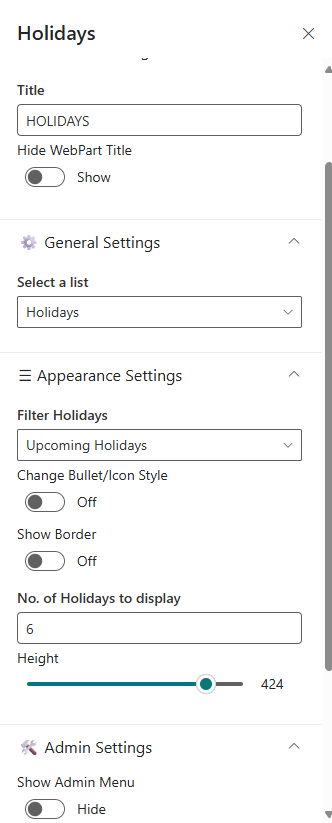 Holidays
Title
HOLIDAYS
Hide WebPart Title
Show
General Settings
Select a list
Holidays
Appearance Settings
Filter Holidays
Upcoming Holidays
Change Bullet/Icon Style
Off
Show Border
Off
No. of Holidays to display
6
Height
424
Admin Settings
Show Admin Menu
Hide